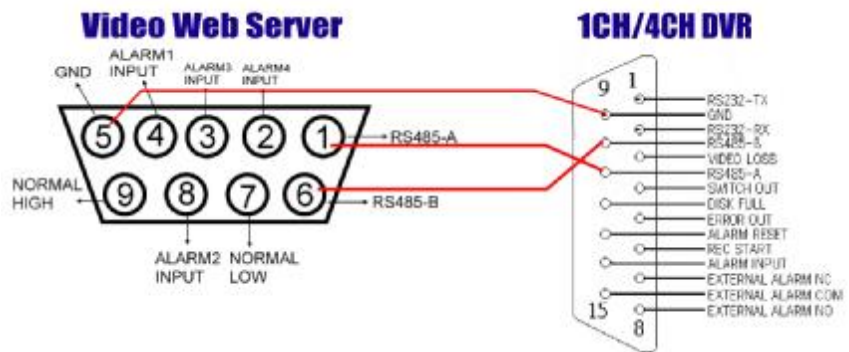 Video Web Server
1CH/4CH DVR
ALARM1
INPUT
GND
ALARM3
INPUT
ALARM4
INPUT
5
4
3
2
1
RS485-A
9
8
7
6
RS485-B
NORMAL
HIGH
ALARM2
INPUT
NORMAL
LOW
9
1
RS232-TX
GND
RS232-RX
RS485-B
VIDEO LOSS
RS485-A
SWITCH OUT
DISK FULL
ERROR OUT
ALARM RESET
REC START
ALARM INPUT
EXTERNAL ALARM NC
EXTERNAL ALARM COM
EXTERNAL ALARM NO
15
8